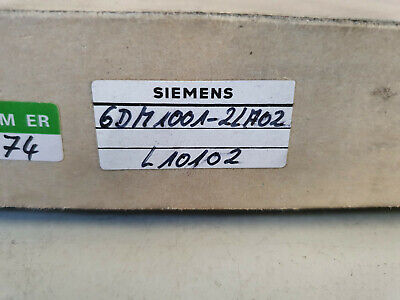 SIEMENS
6DM1001-2LA02
L10102
M ER
74